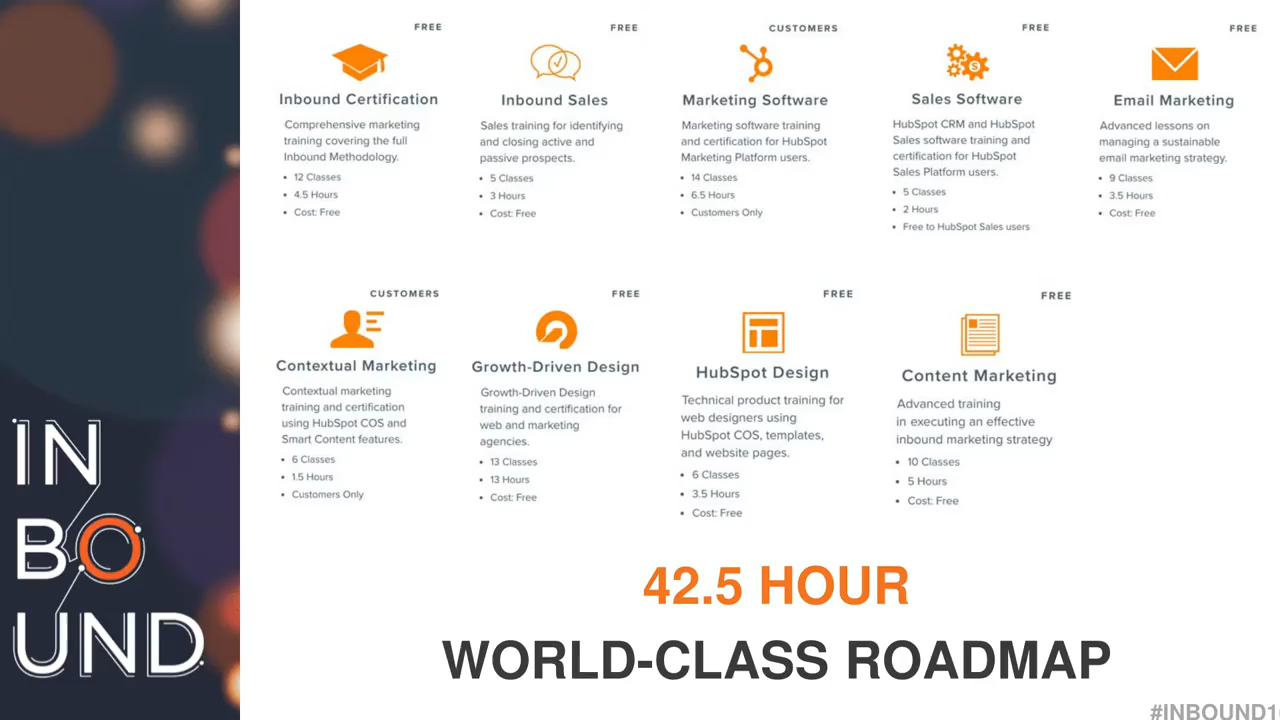 FREE
Inbound Certification
Comprehensive marketing
training covering the full
Inbound Methodology.
• 12 Classes
• 4.5 Hours
• Cost: Free
FREE
Inbound Sales
Sales training for identifying
and closing active and
passive prospects.
• 5 Classes
• 3 Hours
• Cost: Free
CUSTOMERS
Marketing Software
Marketing software training
and certification for HubSpot
Marketing Platform users.
• 14 Classes
• 6.5 Hours
• Customers Only
FREE
Sales Software
HubSpot CRM and HubSpot
Sales software training and
certification for HubSpot
Sales Platform users.
• 5 Classes
• 2 Hours
• Free to HubSpot Sales users
FREE
Email Marketing
Advanced lessons on
managing a sustainable
email marketing strategy.
• 9 Classes
• 3.5 Hours
• Cost: Free
CUSTOMERS
Contextual Marketing
Contextual marketing
training and certification
using HubSpot COS and
Smart Content features.
• 6 Classes
• 1.5 Hours
• Customers Only
FREE
Growth-Driven Design
Growth-Driven Design
training and certification for
web and marketing
agencies.
• 13 Classes
• 13 Hours
• Cost: Free
FREE
HubSpot Design
Technical product training for
web designers using
HubSpot COS, templates,
and website pages.
• 6 Classes
• 3.5 Hours
• Cost: Free
FREE
Content Marketing
Advanced training
in executing an effective
inbound marketing strategy
• 10 Classes
• 5 Hours
• Cost: Free
IN
BO
UND
42.5 HOUR
WORLD-CLASS ROADMAP
#INBOUND1